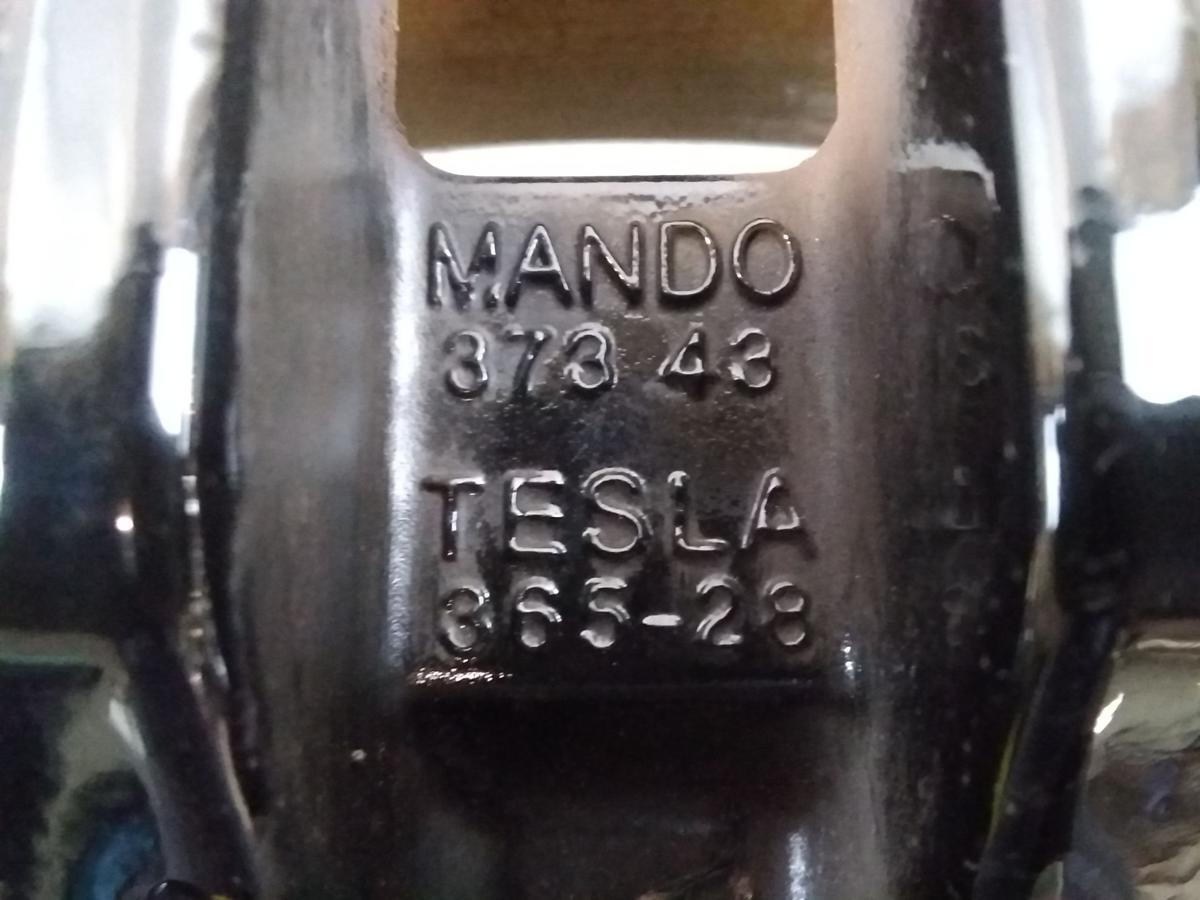 MANDO
373 43
TESLA
365-28